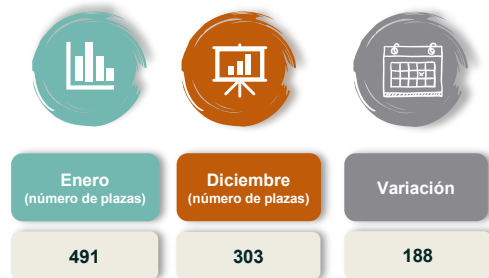 Enero
(número de plazas)
Diciembre
(número de plazas)
Variación
491
303
188